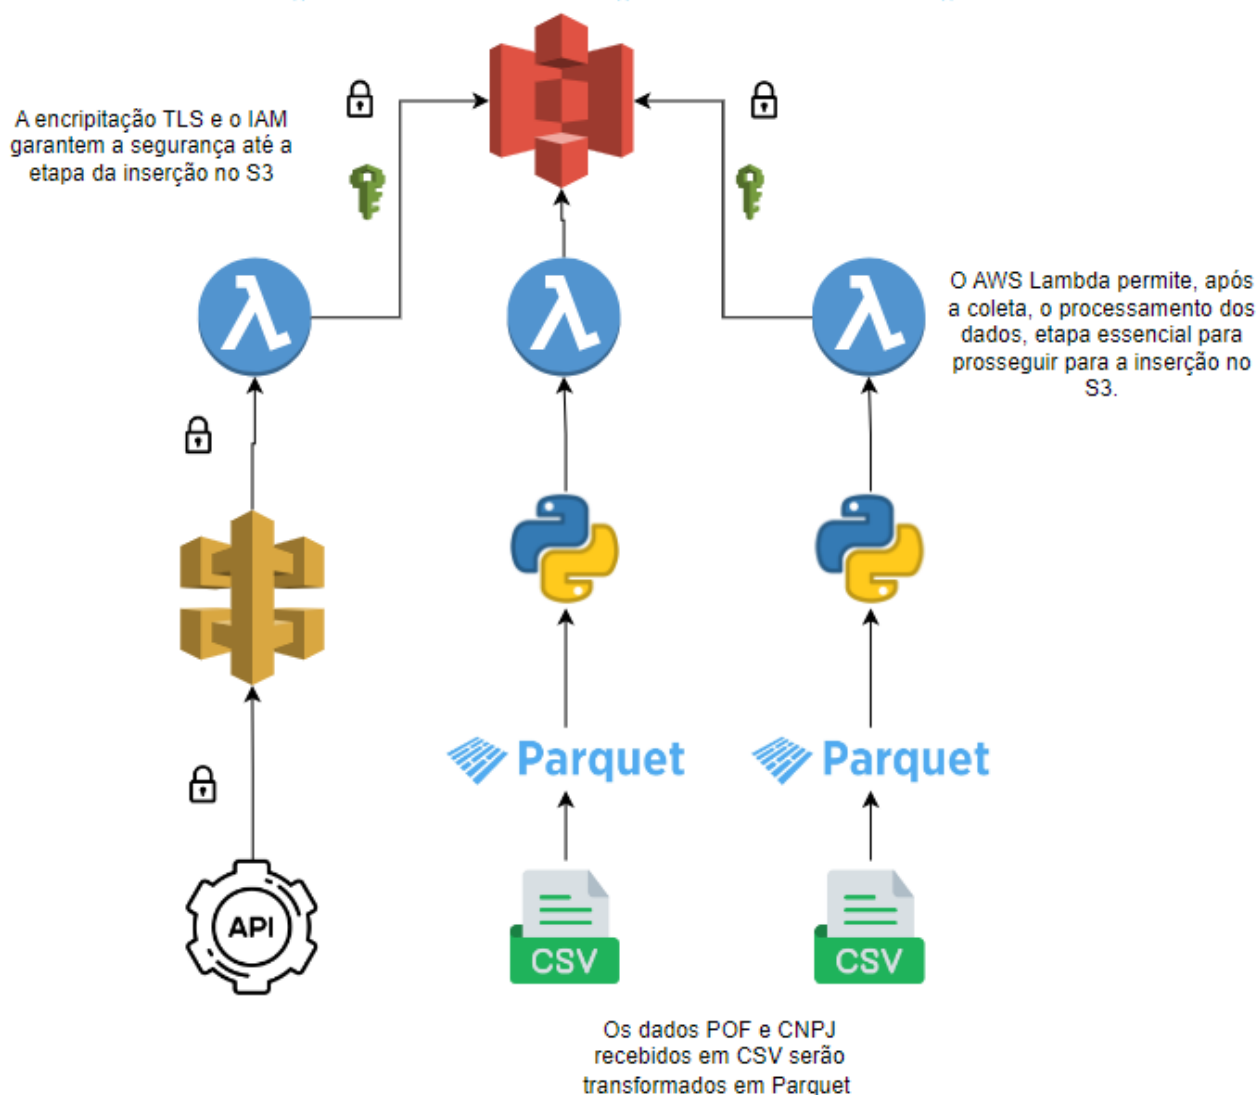 A encripitação TLS e o IAM
garantem a segurança até a
etapa da inserção no S3
O AWS Lambda permite, após
a coleta, o processamento dos
dados, etapa essencial para
prosseguir para a inserção no
S3.
Parquet
Parquet
API
CSV
CSV
Os dados POF e CNPJ
recebidos em CSV serão
transformados em Parquet